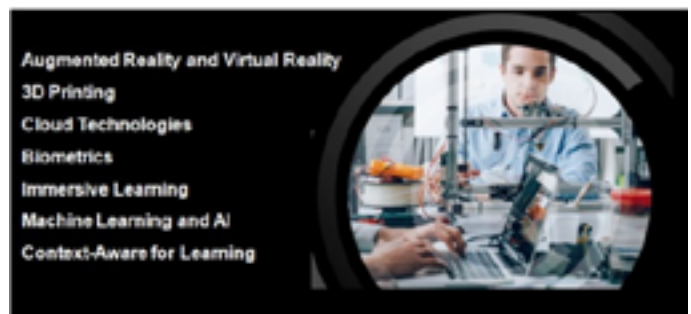 Augmented Reality and Virtual Reality
3D Printing
Cloud Technologies
Biometrics
Immersive Learning
Machine Learning and AI
Context-Aware for Learning